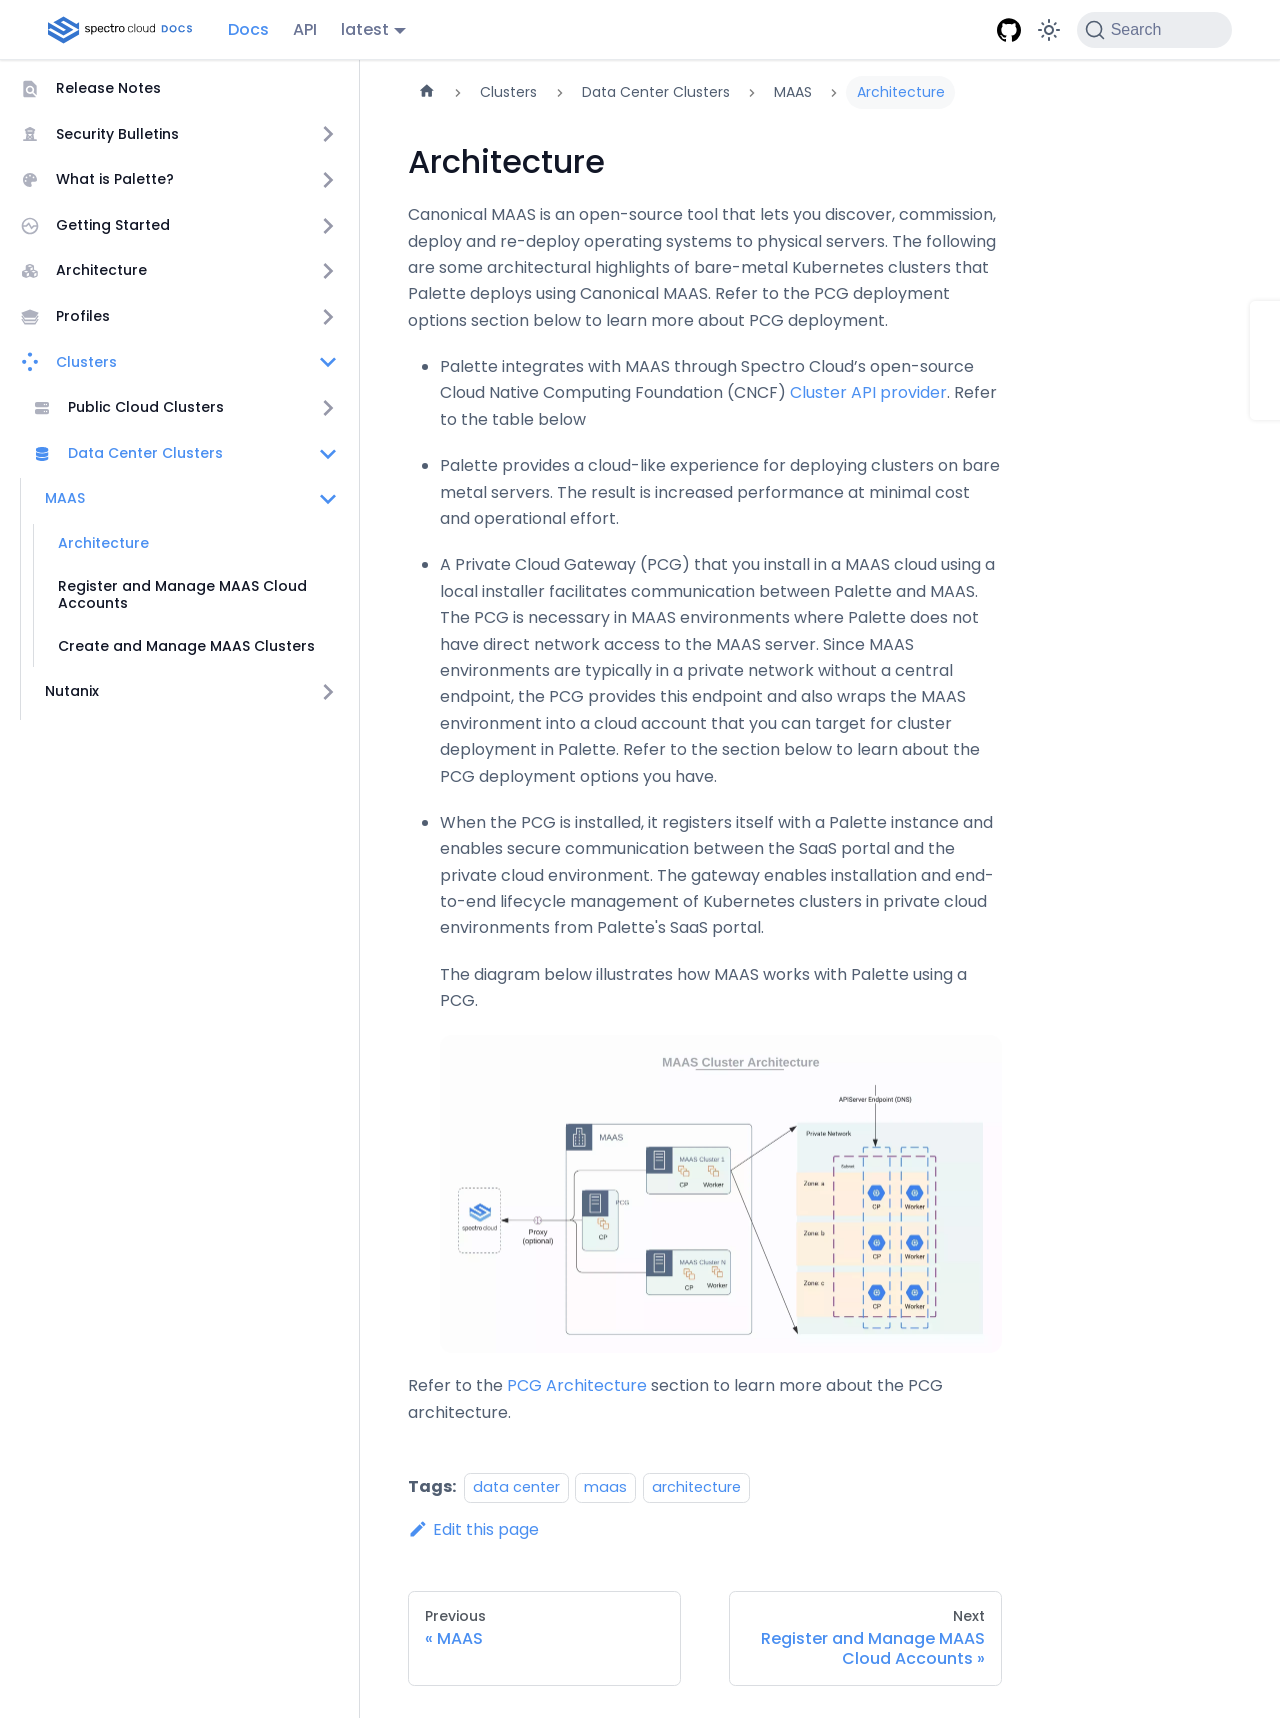 spectro cloud DOCS
Docs
API
latest
Search
Release Notes
Security Bulletins
What is Palette?
Getting Started
Architecture
Profiles
Clusters
Public Cloud Clusters
Data Center Clusters
MAAS
Architecture
Register and Manage MAAS Cloud
Accounts
Create and Manage MAAS Clusters
Nutanix
Clusters
Data Center Clusters
MAAS
Architecture
Architecture
Canonical MAAS is an open-source tool that lets you discover, commission,
deploy and re-deploy operating systems to physical servers. The following
are some architectural highlights of bare-metal Kubernetes clusters that
Palette deploys using Canonical MAAS. Refer to the PCG deployment
options section below to learn more about PCG deployment.
Palette integrates with MAAS through Spectro Cloud’s open-source
Cloud Native Computing Foundation (CNCF) Cluster API provider. Refer
to the table below
Palette provides a cloud-like experience for deploying clusters on bare
metal servers. The result is increased performance at minimal cost
and operational effort.
A Private Cloud Gateway (PCG) that you install in a MAAS cloud using a
local installer facilitates communication between Palette and MAAS.
The PCG is necessary in MAAS environments where Palette does not
have direct network access to the MAAS server. Since MAAS
environments are typically in a private network without a central
endpoint, the PCG provides this endpoint and also wraps the MAAS
environment into a cloud account that you can target for cluster
deployment in Palette. Refer to the section below to learn about the
PCG deployment options you have.
When the PCG is installed, it registers itself with a Palette instance and
enables secure communication between the SaaS portal and the
private cloud environment. The gateway enables installation and end-
to-end lifecycle management of Kubernetes clusters in private cloud
environments from Palette's SaaS portal.
The diagram below illustrates how MAAS works with Palette using a
PCG.
MAAS Cluster Architecture
APIServer Endpoint (DNS)
MAAS
Private Network
MAAS Cluster 1
CP
Worker
Subnet
Zone: a
CP
Worker
PCG
CP
spectro cloud
Proxy
(optional)
Zone: b
CP
Worker
MAAS Cluster N
CP
Worker
Zone: c
CP
Worker
Refer to the PCG Architecture section to learn more about the PCG
architecture.
Tags:
data center
maas
architecture
Edit this page
Previous
« MAAS
Next
Register and Manage MAAS
Cloud Accounts »